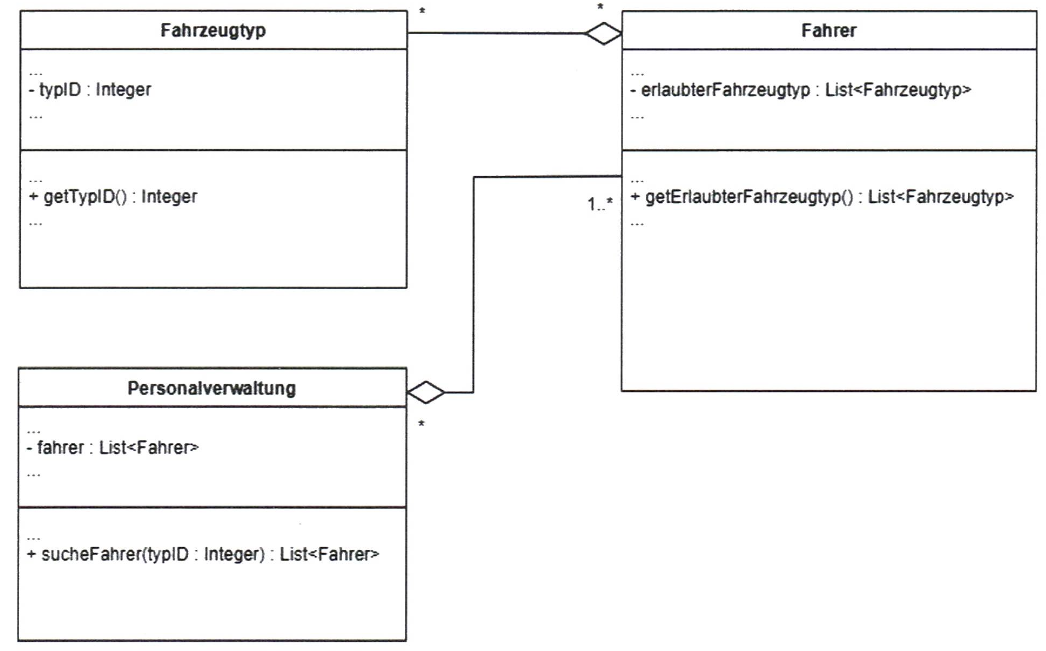 Fahrzeugtyp
...
- typID : Integer
...
...
+ getTypID() : Integer
...
*
*
Fahrer
...
- erlaubterFahrzeugtyp : List<Fahrzeugtyp>
...
...
+ getErlaubterFahrzeugtyp() : List<Fahrzeugtyp>
...
1..*
Personalverwaltung
...
- fahrer : List<Fahrer>
...
...
+ sucheFahrer(typID : Integer) : List<Fahrer>
*